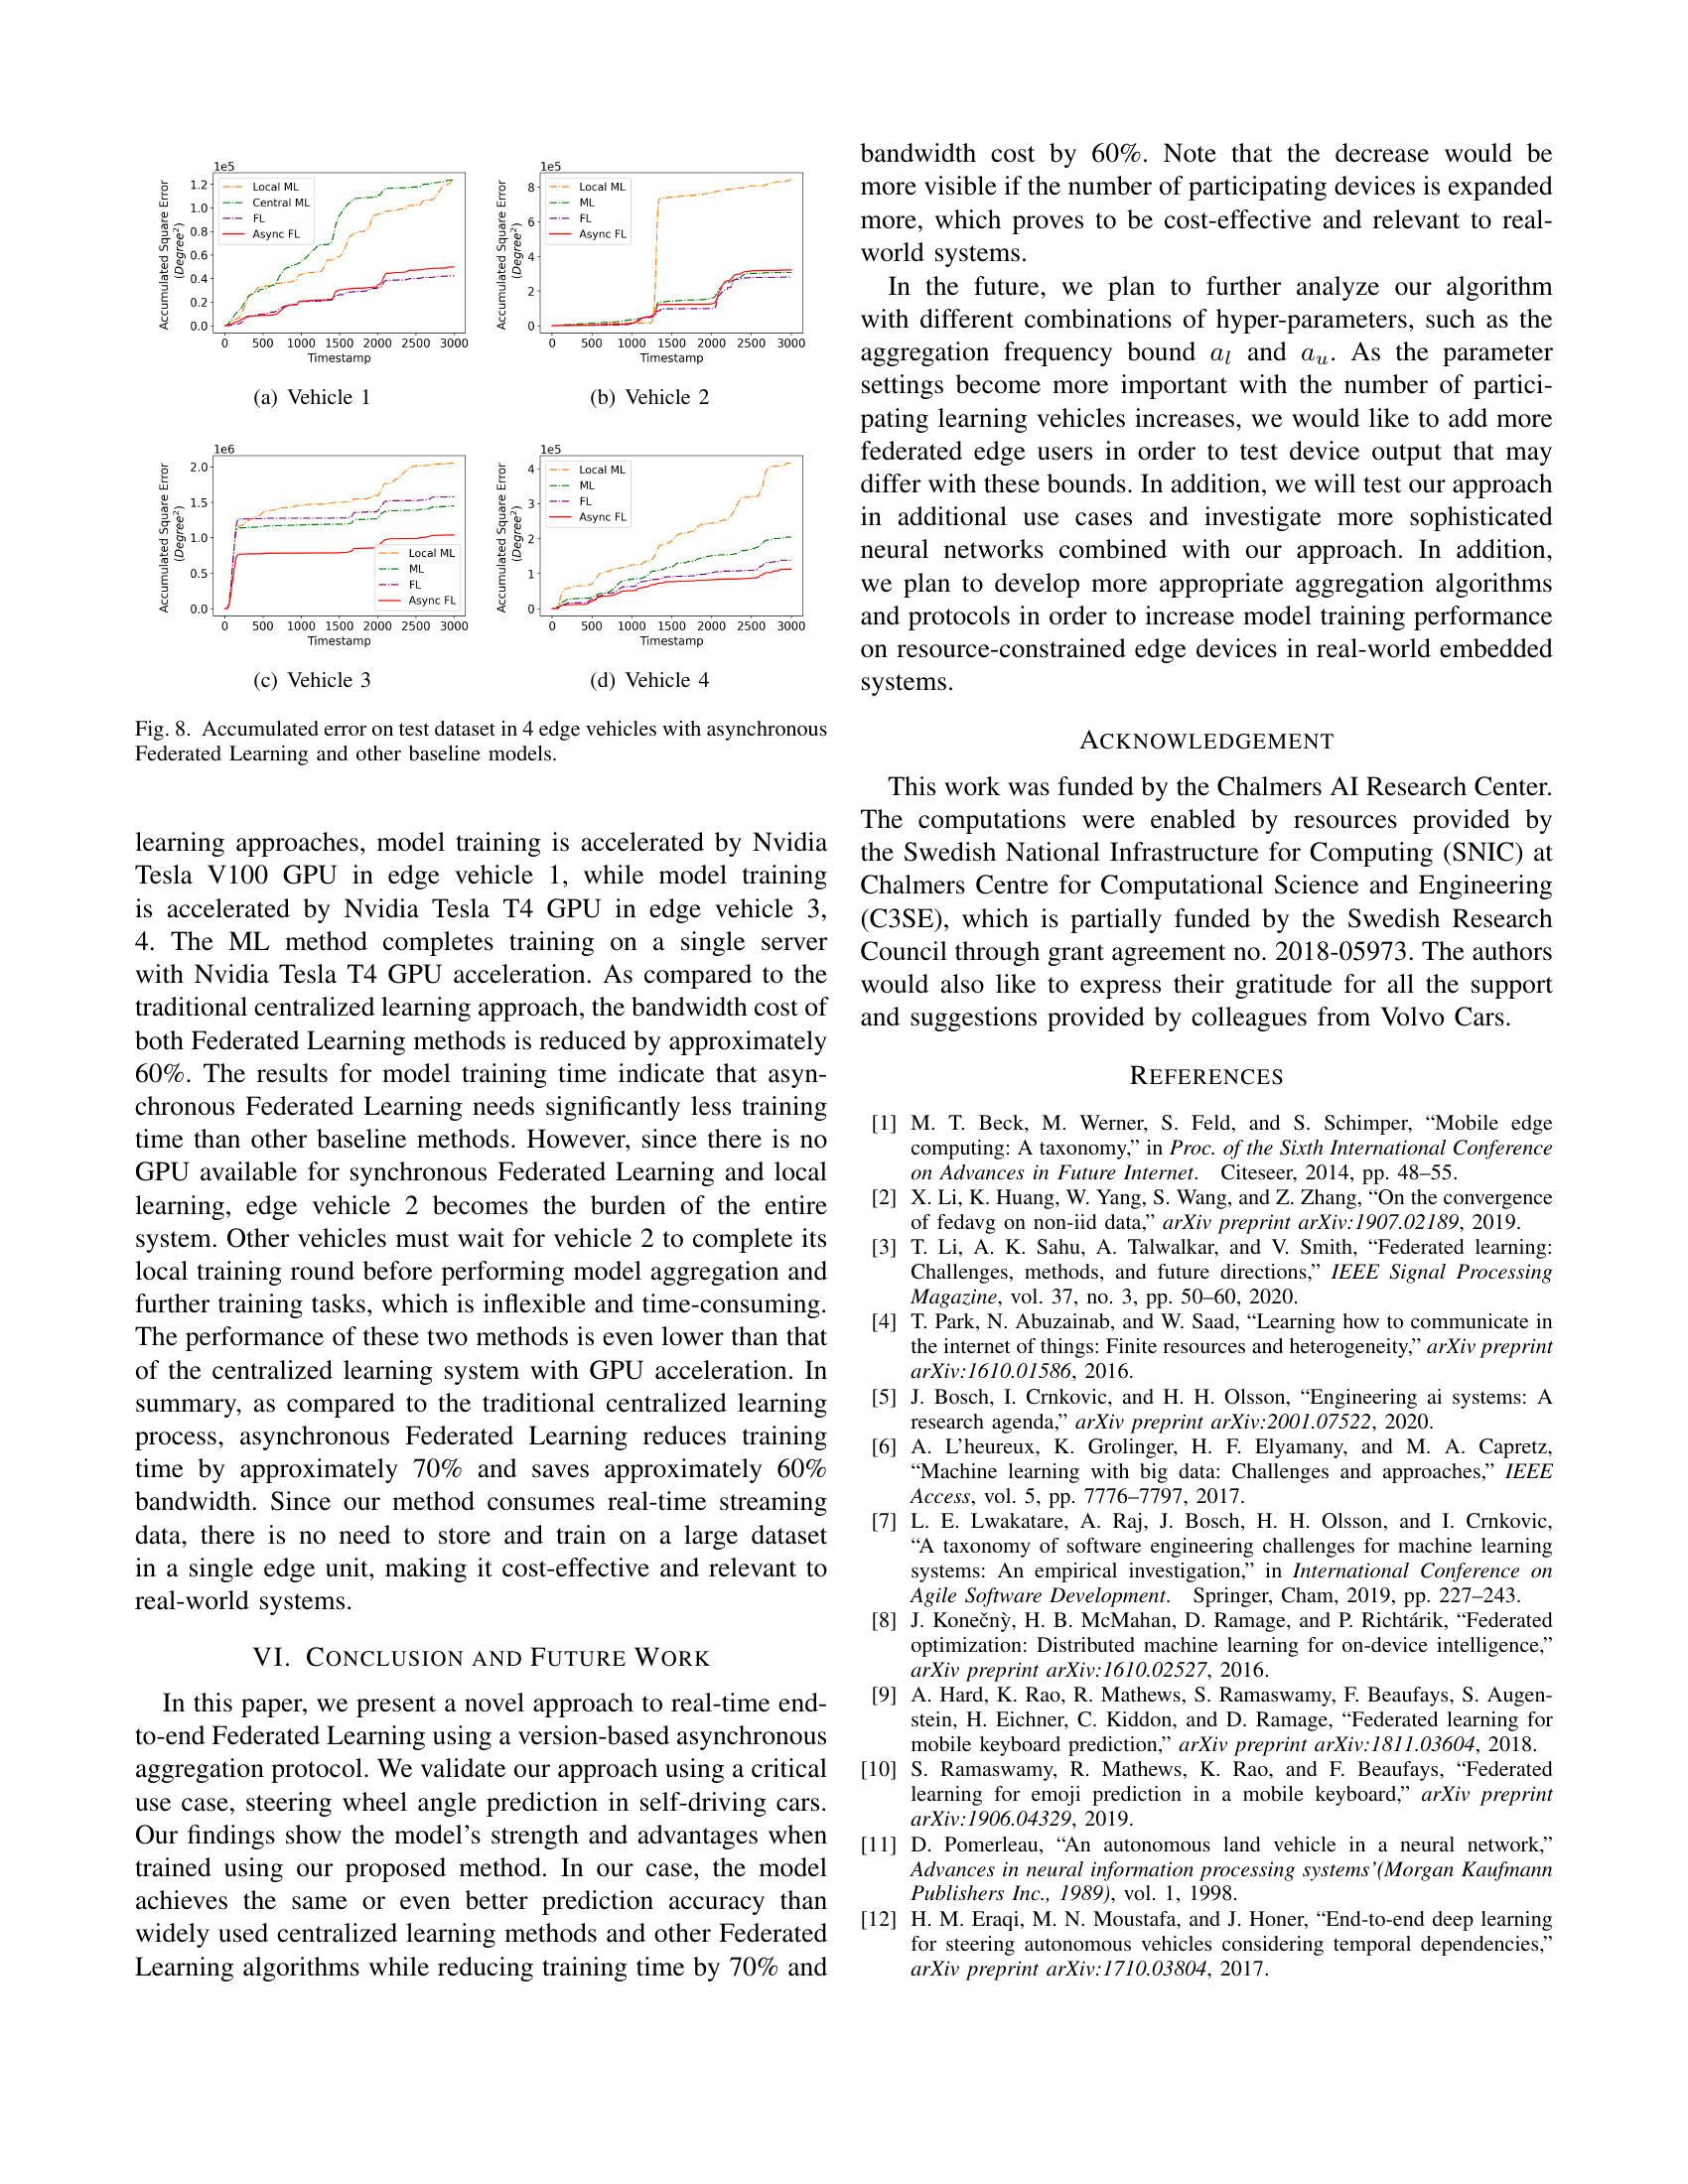 1e5
Accumulated Square Error
(Degree²)
1.2
1.0
0.8
0.6
0.4
0.2
0.0
Local ML
Central ML
FL
Async FL
0 500 1000 1500 2000 2500 3000
Timestamp
(a) Vehicle 1
1e5
Accumulated Square Error
(Degree²)
8
6
4
2
0
Local ML
ML
FL
Async FL
0 500 1000 1500 2000 2500 3000
Timestamp
(b) Vehicle 2
1e6
Accumulated Square Error
(Degree²)
2.0
1.5
1.0
0.5
0.0
Local ML
ML
FL
Async FL
0 500 1000 1500 2000 2500 3000
Timestamp
(c) Vehicle 3
1e5
Accumulated Square Error
(Degree²)
4
3
2
1
0
Local ML
ML
FL
Async FL
0 500 1000 1500 2000 2500 3000
Timestamp
(d) Vehicle 4
Fig. 8. Accumulated error on test dataset in 4 edge vehicles with asynchronous
Federated Learning and other baseline models.
learning approaches, model training is accelerated by Nvidia
Tesla V100 GPU in edge vehicle 1, while model training
is accelerated by Nvidia Tesla T4 GPU in edge vehicle 3,
4. The ML method completes training on a single server
with Nvidia Tesla T4 GPU acceleration. As compared to the
traditional centralized learning approach, the bandwidth cost of
both Federated Learning methods is reduced by approximately
60%. The results for model training time indicate that asyn-
chronous Federated Learning needs significantly less training
time than other baseline methods. However, since there is no
GPU available for synchronous Federated Learning and local
learning, edge vehicle 2 becomes the burden of the entire
system. Other vehicles must wait for vehicle 2 to complete its
local training round before performing model aggregation and
further training tasks, which is inflexible and time-consuming.
The performance of these two methods is even lower than that
of the centralized learning system with GPU acceleration. In
summary, as compared to the traditional centralized learning
process, asynchronous Federated Learning reduces training
time by approximately 70% and saves approximately 60%
bandwidth. Since our method consumes real-time streaming
data, there is no need to store and train on a large dataset
in a single edge unit, making it cost-effective and relevant to
real-world systems.
VI. CONCLUSION AND FUTURE WORK
In this paper, we present a novel approach to real-time end-
to-end Federated Learning using a version-based asynchronous
aggregation protocol. We validate our approach using a critical
use case, steering wheel angle prediction in self-driving cars.
Our findings show the model's strength and advantages when
trained using our proposed method. In our case, the model
achieves the same or even better prediction accuracy than
widely used centralized learning methods and other Federated
Learning algorithms while reducing training time by 70% and
bandwidth cost by 60%. Note that the decrease would be
more visible if the number of participating devices is expanded
more, which proves to be cost-effective and relevant to real-
world systems.
In the future, we plan to further analyze our algorithm
with different combinations of hyper-parameters, such as the
aggregation frequency bound aₗ and aᵤ. As the parameter
settings become more important with the number of partici-
pating learning vehicles increases, we would like to add more
federated edge users in order to test device output that may
differ with these bounds. In addition, we will test our approach
in additional use cases and investigate more sophisticated
neural networks combined with our approach. In addition,
we plan to develop more appropriate aggregation algorithms
and protocols in order to increase model training performance
on resource-constrained edge devices in real-world embedded
systems.
ACKNOWLEDGEMENT
This work was funded by the Chalmers AI Research Center.
The computations were enabled by resources provided by
the Swedish National Infrastructure for Computing (SNIC) at
Chalmers Centre for Computational Science and Engineering
(C3SE), which is partially funded by the Swedish Research
Council through grant agreement no. 2018-05973. The authors
would also like to express their gratitude for all the support
and suggestions provided by colleagues from Volvo Cars.
REFERENCES
[1] M. T. Beck, M. Werner, S. Feld, and S. Schimper, “Mobile edge
computing: A taxonomy,” in Proc. of the Sixth International Conference
on Advances in Future Internet. Citeseer, 2014, pp. 48–55.
[2] X. Li, K. Huang, W. Yang, S. Wang, and Z. Zhang, “On the convergence
of fedavg on non-iid data,” arXiv preprint arXiv:1907.02189, 2019.
[3] T. Li, A. K. Sahu, A. Talwalkar, and V. Smith, “Federated learning:
Challenges, methods, and future directions,” IEEE Signal Processing
Magazine, vol. 37, no. 3, pp. 50–60, 2020.
[4] T. Park, N. Abuzainab, and W. Saad, “Learning how to communicate in
the internet of things: Finite resources and heterogeneity,” arXiv preprint
arXiv:1610.01586, 2016.
[5] J. Bosch, I. Crnkovic, and H. H. Olsson, “Engineering ai systems: A
research agenda,” arXiv preprint arXiv:2001.07522, 2020.
[6] A. L'heureux, K. Grolinger, H. F. Elyamany, and M. A. Capretz,
“Machine learning with big data: Challenges and approaches,” IEEE
Access, vol. 5, pp. 7776–7797, 2017.
[7] L. E. Lwakatare, A. Raj, J. Bosch, H. H. Olsson, and I. Crnkovic,
“A taxonomy of software engineering challenges for machine learning
systems: An empirical investigation,” in International Conference on
Agile Software Development. Springer, Cham, 2019, pp. 227–243.
[8] J. Konečnỳ, H. B. McMahan, D. Ramage, and P. Richtárik, “Federated
optimization: Distributed machine learning for on-device intelligence,”
arXiv preprint arXiv:1610.02527, 2016.
[9] A. Hard, K. Rao, R. Mathews, S. Ramaswamy, F. Beaufays, S. Augen-
stein, H. Eichner, C. Kiddon, and D. Ramage, “Federated learning for
mobile keyboard prediction,” arXiv preprint arXiv:1811.03604, 2018.
[10] S. Ramaswamy, R. Mathews, K. Rao, and F. Beaufays, “Federated
learning for emoji prediction in a mobile keyboard,” arXiv preprint
arXiv:1906.04329, 2019.
[11] D. Pomerleau, “An autonomous land vehicle in a neural network,”
Advances in neural information processing systems'(Morgan Kaufmann
Publishers Inc., 1989), vol. 1, 1998.
[12] H. M. Eraqi, M. N. Moustafa, and J. Honer, “End-to-end deep learning
for steering autonomous vehicles considering temporal dependencies,”
arXiv preprint arXiv:1710.03804, 2017.